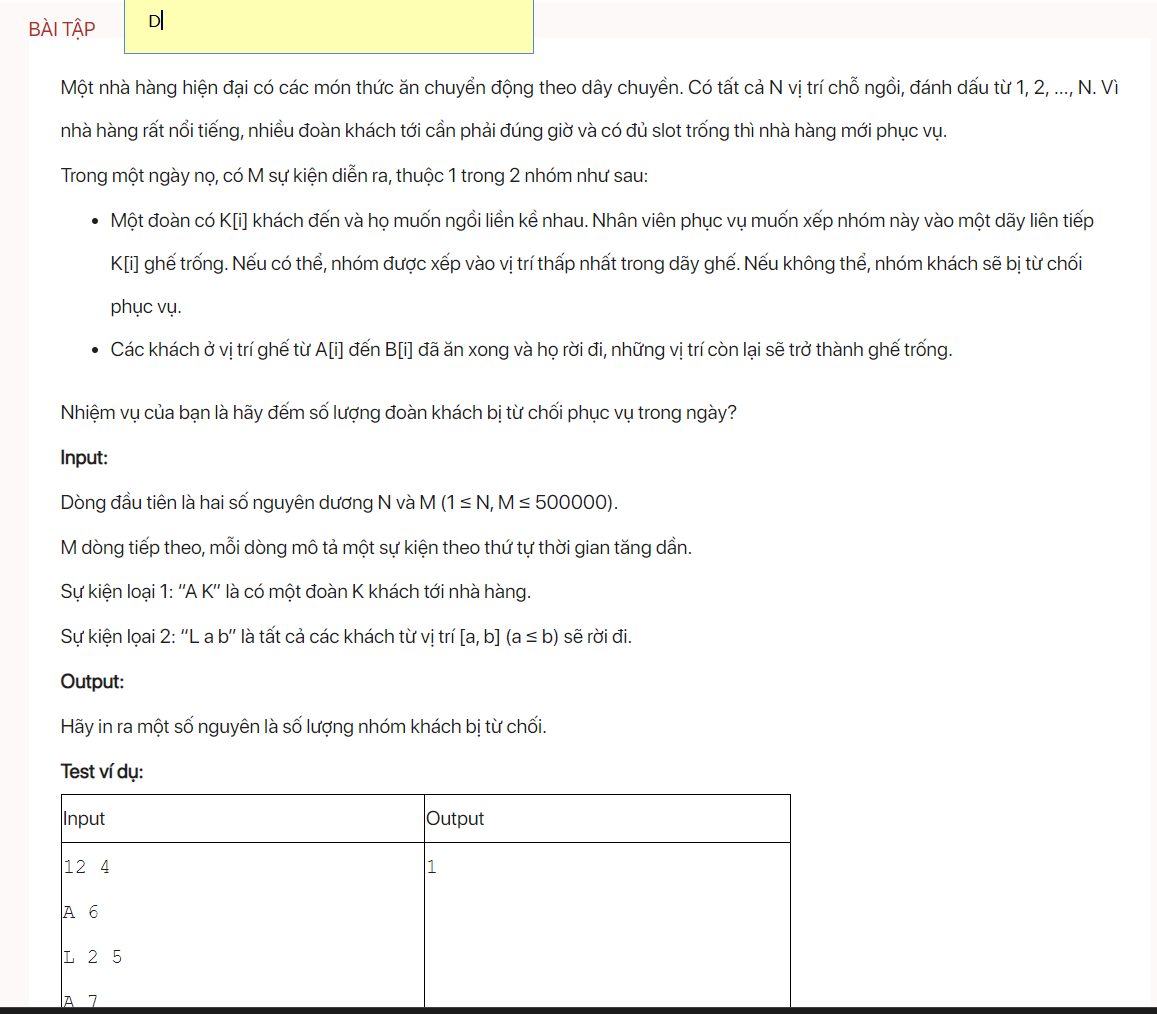 BÀI TẬP
D
Một nhà hàng hiện đại có các món thức ăn chuyển động theo dây chuyền. Có tất cả N vị trí chỗ ngồi, đánh dấu từ 1, 2, ..., N. Vì
nhà hàng rất nổi tiếng, nhiều đoàn khách tới cần phải đúng giờ và có đủ slot trống thì nhà hàng mới phục vụ.
Trong một ngày nọ, có M sự kiện diễn ra, thuộc 1 trong 2 nhóm như sau:
• Một đoàn có K[i] khách đến và họ muốn ngồi liền kề nhau. Nhân viên phục vụ muốn xếp nhóm này vào một dãy liên tiếp
K[i] ghế trống. Nếu có thể, nhóm được xếp vào vị trí thấp nhất trong dãy ghế. Nếu không thể, nhóm khách sẽ bị từ chối
phục vụ.
• Các khách ở vị trí ghế từ A[i] đến B[i] đã ăn xong và họ rời đi, những vị trí còn lại sẽ trở thành ghế trống.
Nhiệm vụ của bạn là hãy đếm số lượng đoàn khách bị từ chối phục vụ trong ngày?
Input:
Dòng đầu tiên là hai số nguyên dương N và M (1 ≤ N, M ≤ 500000).
M dòng tiếp theo, mỗi dòng mô tả một sự kiện theo thứ tự thời gian tăng dần.
Sự kiện loại 1: “A K” là có một đoàn K khách tới nhà hàng.
Sự kiện lọai 2: “L a b” là tất cả các khách từ vị trí [a, b] (a ≤ b) sẽ rời đi.
Output:
Hãy in ra một số nguyên là số lượng nhóm khách bị từ chối.
Test ví dụ:
Input Output
12 4 1
A 6
L 2 5
A 7